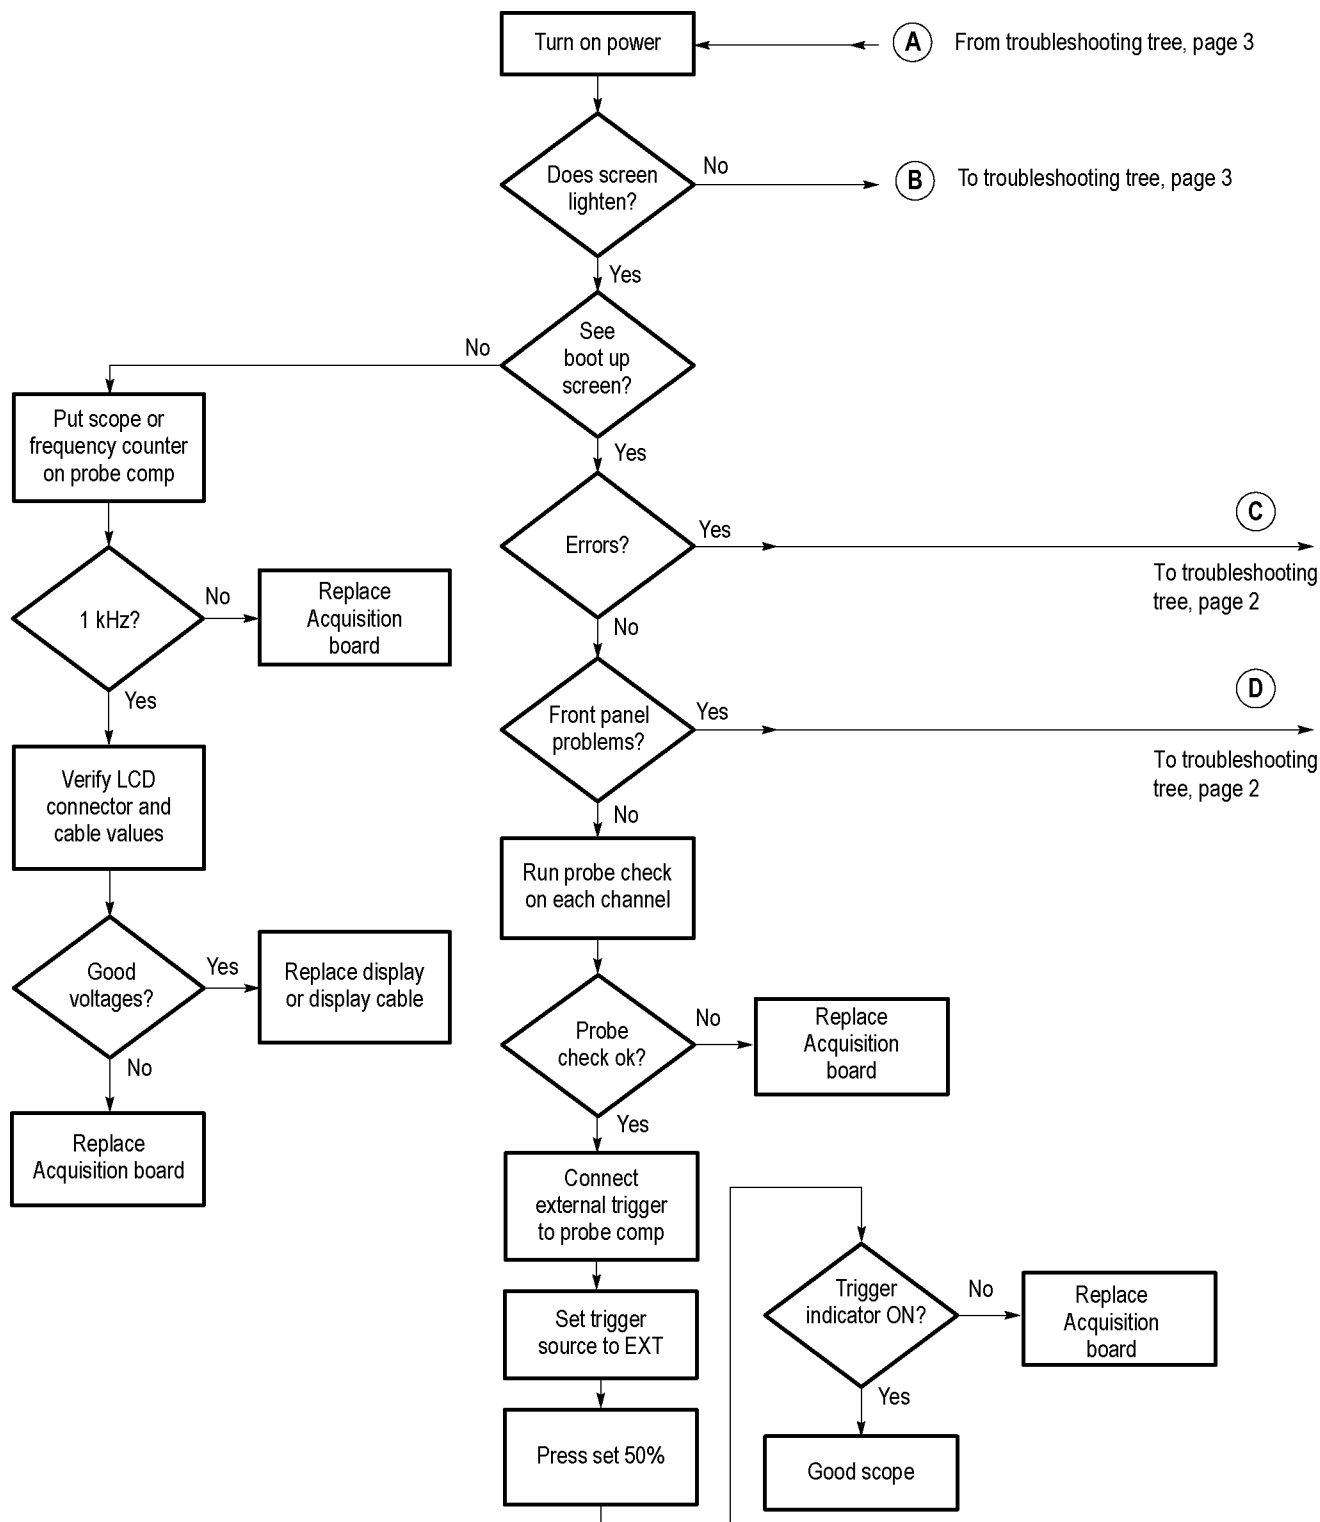 Turn on power
A
From troubleshooting tree, page 3
Does screen
lighten?
No
B
To troubleshooting tree, page 3
Yes
See
boot up
screen?
No
Yes
Put scope or
frequency counter
on probe comp
Errors?
Yes
C
To troubleshooting
tree, page 2
No
1 kHz?
No
Replace
Acquisition
board
Yes
Front panel
problems?
Yes
D
To troubleshooting
tree, page 2
No
Verify LCD
connector and
cable values
Run probe check
on each channel
Good
voltages?
Yes
Replace display
or display cable
No
Replace
Acquisition board
Probe
check ok?
No
Replace
Acquisition
board
Yes
Connect
external trigger
to probe comp
Set trigger
source to EXT
Press set 50%
Trigger
indicator ON?
No
Replace
Acquisition
board
Yes
Good scope